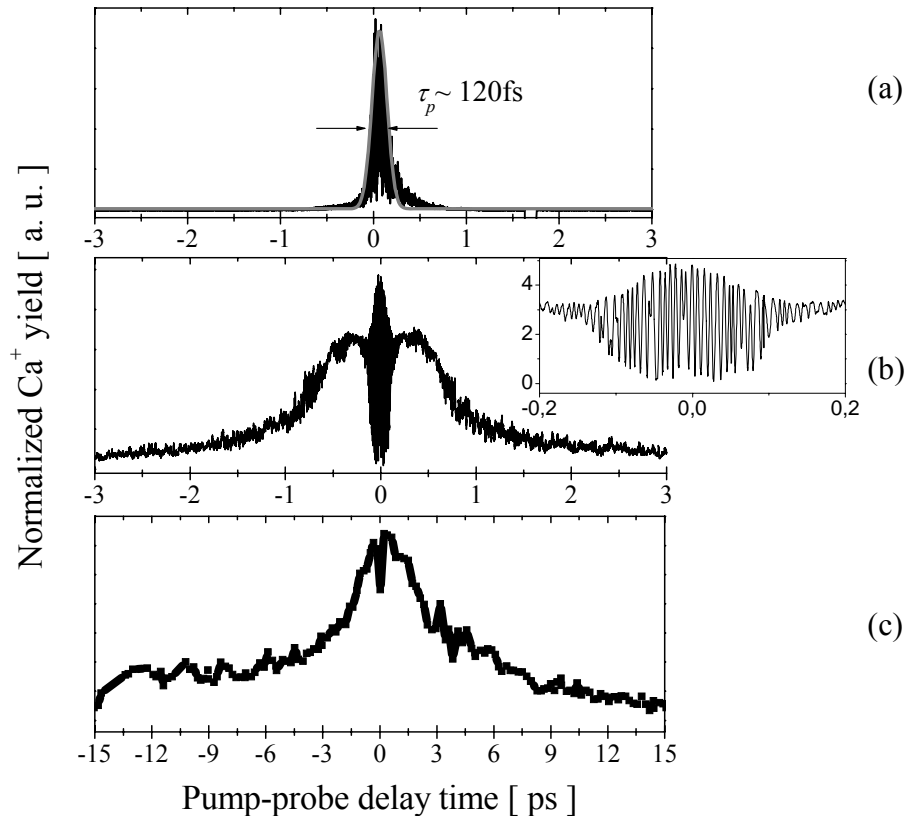 τp ~ 120fs
(a)
-3 -2 -1 0 1 2 3
Normalized Ca+ yield [ a. u. ]
4
2
0
-0,2 0,0 0,2
(b)
-3 -2 -1 0 1 2 3
(c)
-15 -12 -9 -6 -3 0 3 6 9 12 15
Pump-probe delay time [ ps ]